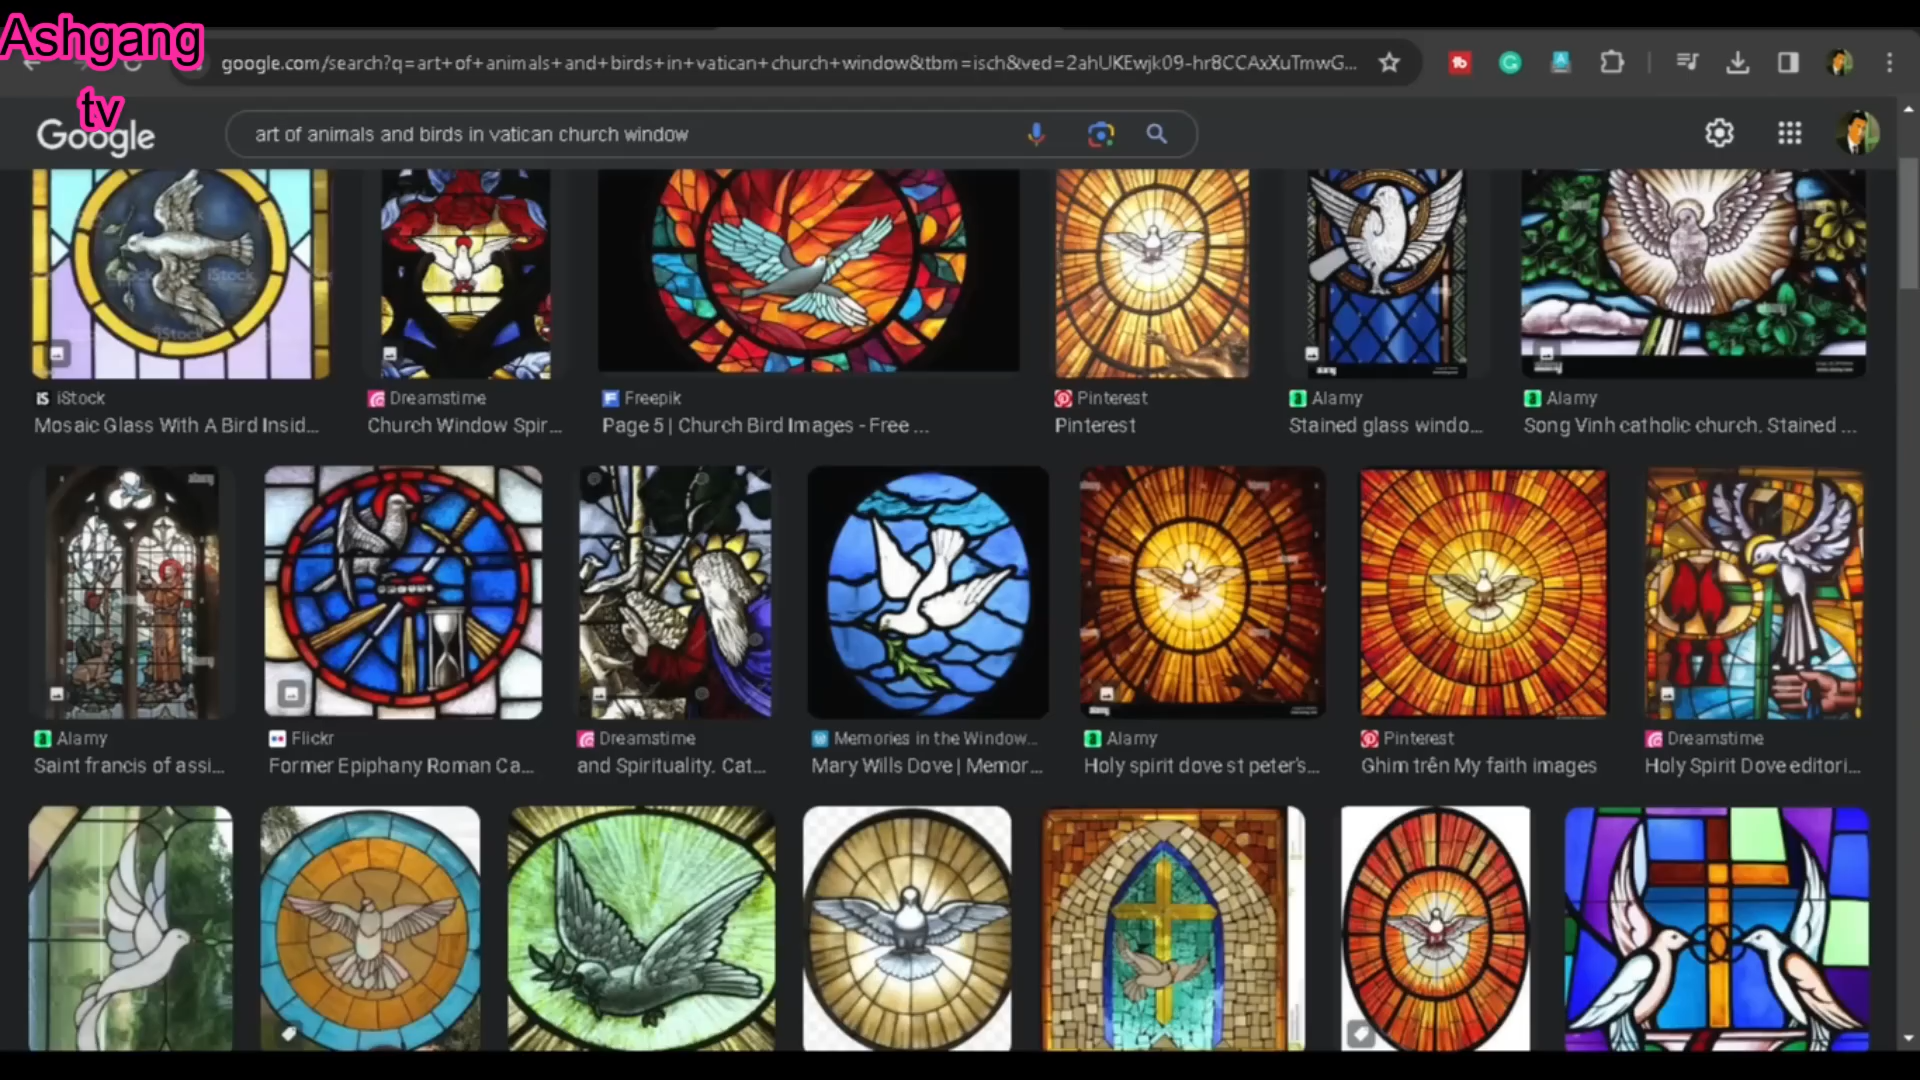 Ashgang
tv
google.com/search?q=art+of+animals+and+birds+in+vatican+church+window&tbm=isch&ved=2ahUKEwjk09-hr8CCAxXuTmwG...
Google
art of animals and birds in vatican church window
iStock
Dreamstime
Freepik
Pinterest
Alamy
Alamy
Mosaic Glass With A Bird Insid...
Church Window Spir...
Page 5 | Church Bird Images - Free ...
Pinterest
Stained glass windo...
Song Vinh catholic church. Stained ...
Alamy
Flickr
Dreamstime
Memories in the Window...
Alamy
Pinterest
Dreamstime
Saint francis of assi...
Former Epiphany Roman Ca...
and Spirituality. Cat...
Mary Wills Dove | Memor...
Holy spirit dove st peter's...
Ghim trên My faith images
Holy Spirit Dove editori...